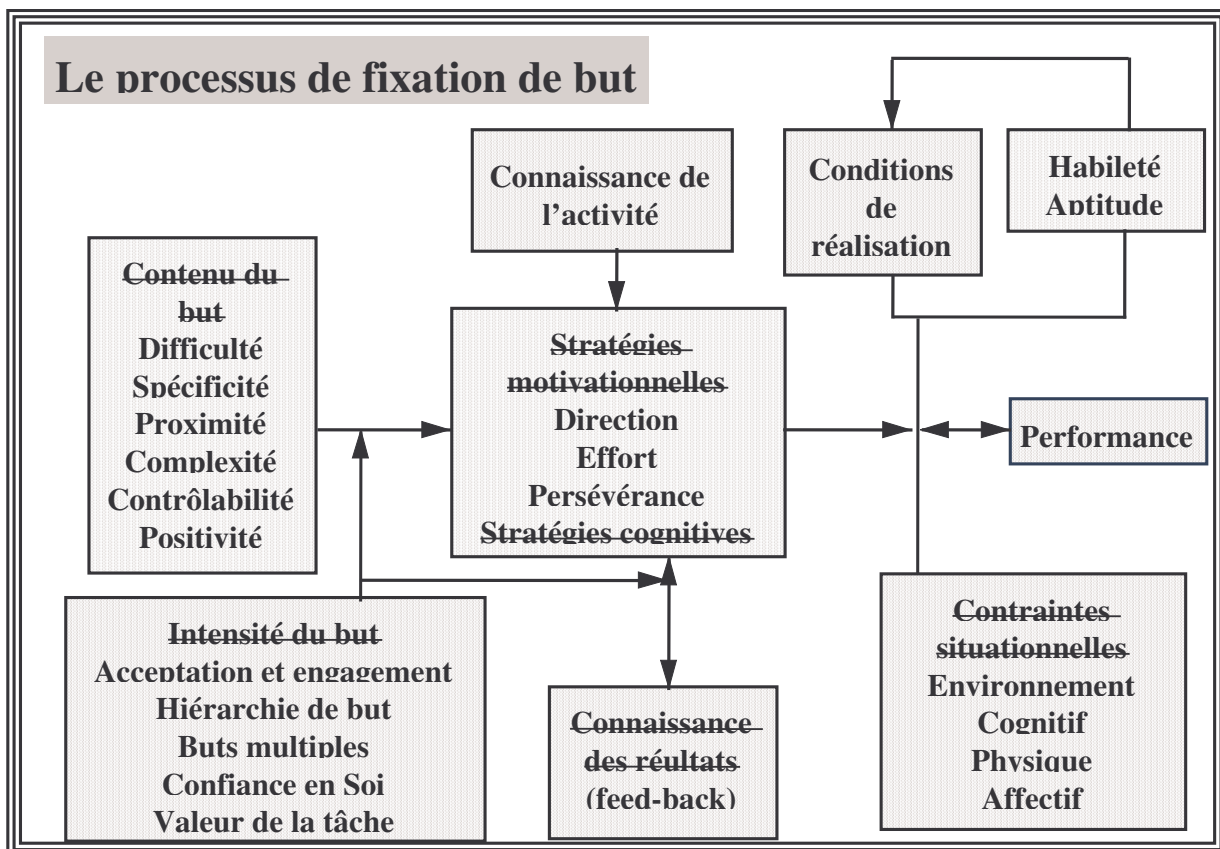 Le processus de fixation de but
Connaissance de
l’activité
Conditions
de
réalisation
Habileté
Aptitude
Contenu du
but
Difficulté
Spécificité
Proximité
Complexité
Contrôlabilité
Positivité
Stratégies
motivationnelles
Direction
Effort
Persévérance
Stratégies cognitives
Performance
Intensité du but
Acceptation et engagement
Hiérarchie de but
Buts multiples
Confiance en Soi
Valeur de la tâche
Connaissance
des réultats
(feed-back)
Contraintes
situationnelles
Environnement
Cognitif
Physique
Affectif